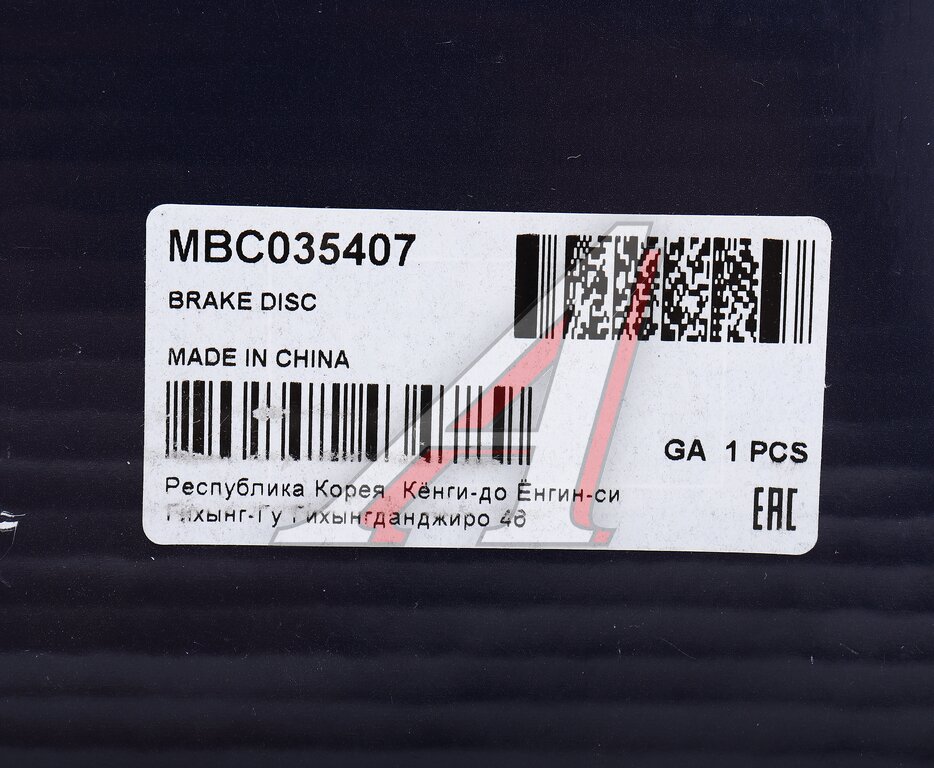 MBC035407
BRAKE DISC
MADE IN CHINA
GA 1 PCS
Республика Корея, Кёнги-до Ёнгин-си
Гихынг-Гу Гихынгданджиро 46
EAC